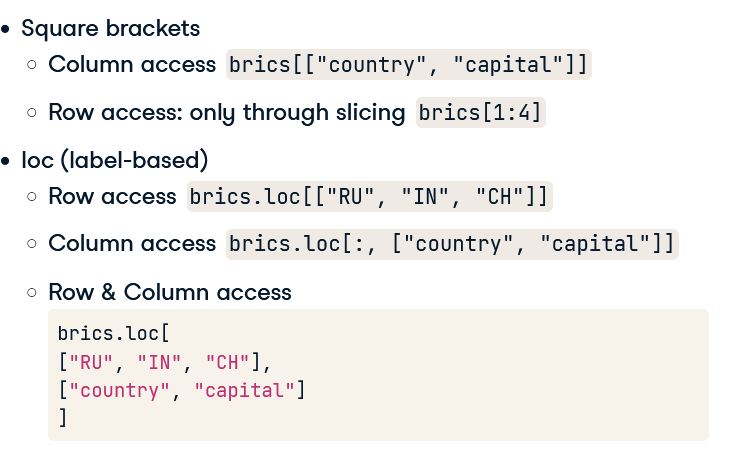 • Square brackets
○ Column access brics[["country", "capital"]]
○ Row access: only through slicing brics[1:4]
• loc (label-based)
○ Row access brics.loc[["RU", "IN", "CH"]]
○ Column access brics.loc[:, ["country", "capital"]]
○ Row & Column access
brics.loc[
["RU", "IN", "CH"],
["country", "capital"]
]